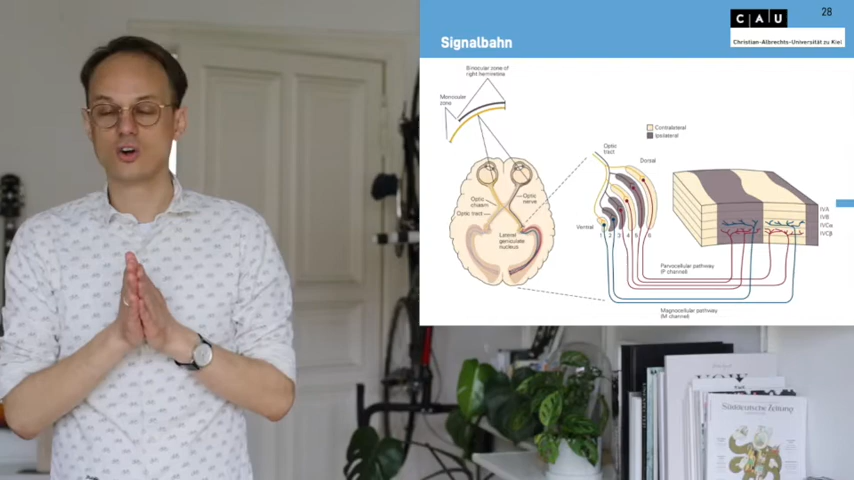 28
CAU
Christian-Albrechts-Universität zu Kiel
Signalbahn
Binocular zone of
right hemiretina
Monocular
zone
Contralateral
Ipsilateral
Optic
tract
Dorsal
Optic
chiasm
Optic
nerve
Optic tract
Lateral
geniculate
nucleus
Ventral
1 2 3 4 5 6
IVA
IVB
IVCα
IVCβ
Parvocellular pathway
(P channel)
Magnocellular pathway
(M channel)
Süddeutsche Zeitung